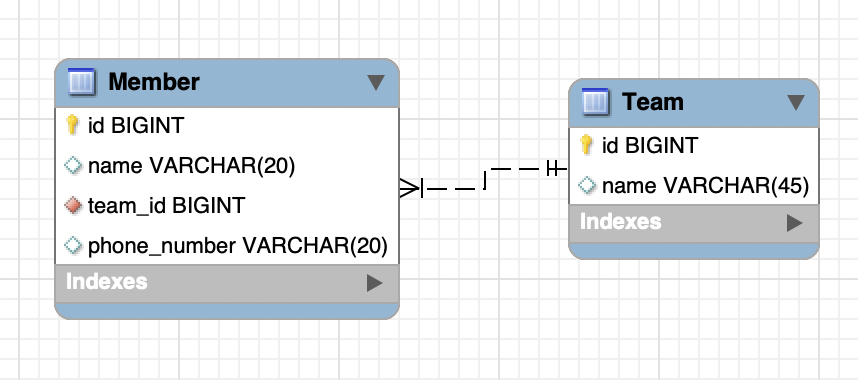 Member
id BIGINT
name VARCHAR(20)
team_id BIGINT
phone_number VARCHAR(20)
Indexes
Team
id BIGINT
name VARCHAR(45)
Indexes